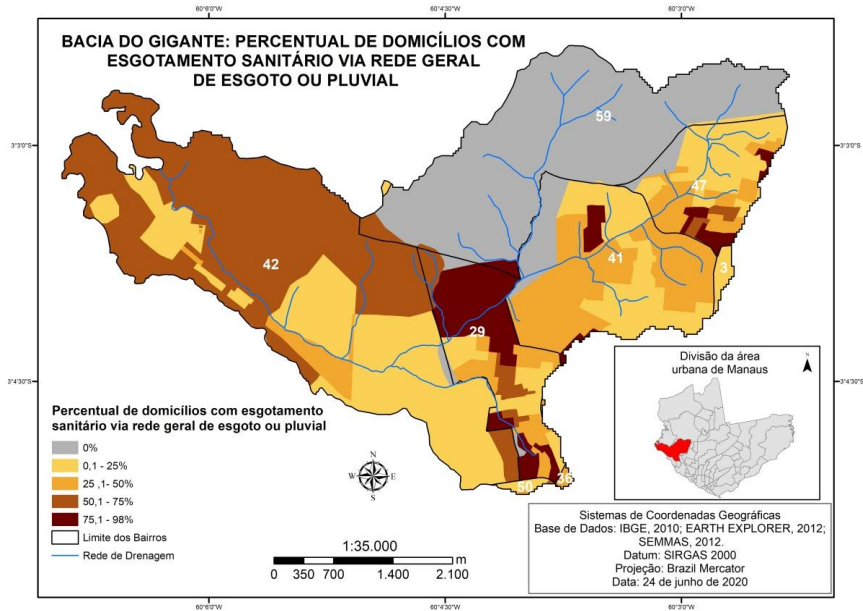 60°6'0"W
60°4'30"W
60°3'0"W
BACIA DO GIGANTE: PERCENTUAL DE DOMICÍLIOS COM
ESGOTAMENTO SANITÁRIO VIA REDE GERAL
DE ESGOTO OU PLUVIAL
59
3°3'0"S
3°3'0"S
47
42
41
3
29
3°4'30"S
3°4'30"S
50
36
Divisão da área
urbana de Manaus
N
Percentual de domicílios com esgotamento
sanitário via rede geral de esgoto ou pluvial
0%
0,1 - 25%
25 ,1- 50%
50,1 - 75%
75,1 - 98%
Limite dos Bairros
Rede de Drenagem
N
W E
S
1:35.000
0 350 700 1.400 2.100 m
Sistemas de Coordenadas Geográficas
Base de Dados: IBGE, 2010; EARTH EXPLORER, 2012;
SEMMAS, 2012.
Datum: SIRGAS 2000
Projeção: Brazil Mercator
Data: 24 de junho de 2020
60°6'0"W
60°4'30"W
60°3'0"W